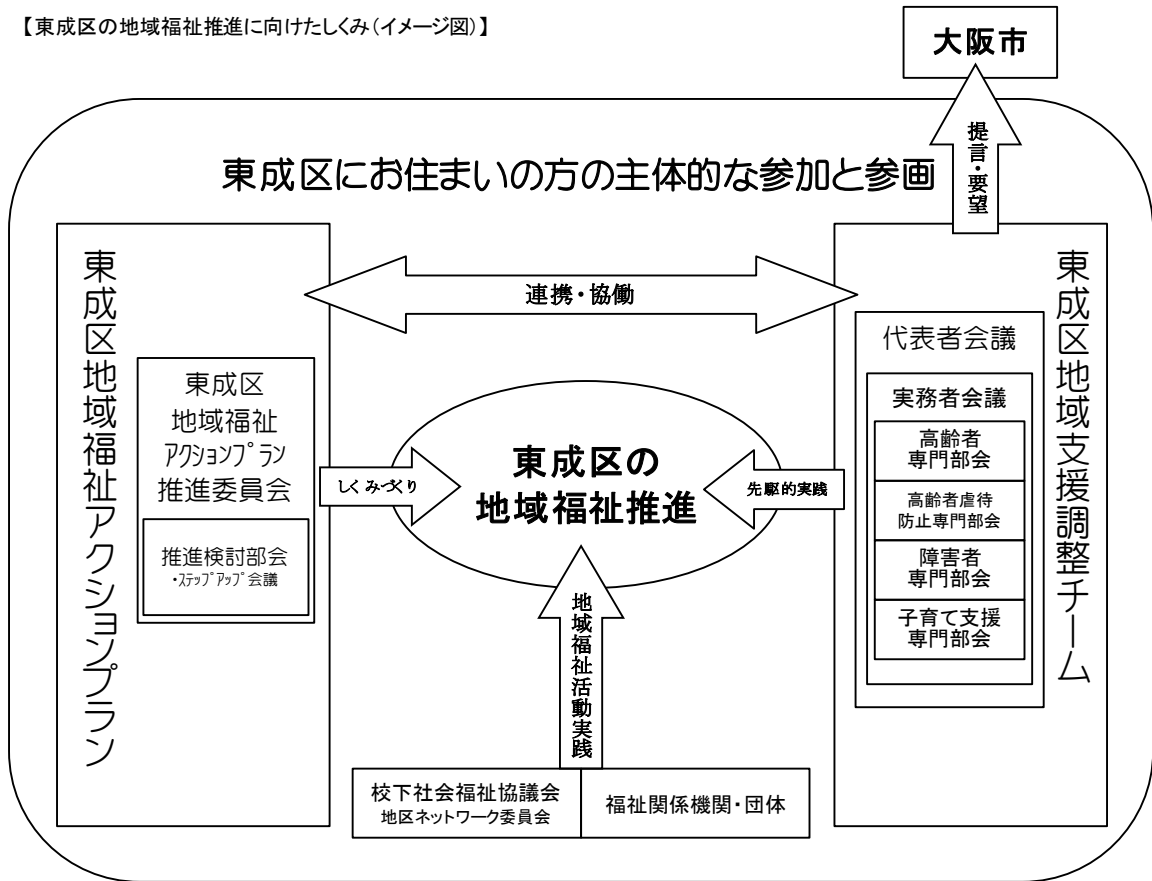 【東成区の地域福祉推進に向けたしくみ（イメージ図）】
大阪市
提言・要望
東成区にお住まいの方の主体的な参加と参画
東成区地域福祉アクションプラン
東成区
地域福祉
ｱｸｼｮﾝﾌﾟﾗﾝ
推進委員会
推進検討部会
・ｽﾃｯﾌﾟｱｯﾌﾟ会議
連携・協働
しくみづくり
東成区の
地域福祉推進
先駆的実践
地域福祉活動実践
校下社会福祉協議会
地区ネットワーク委員会
福祉関係機関・団体
東成区地域支援調整チーム
代表者会議
実務者会議
高齢者
専門部会
高齢者虐待
防止専門部会
障害者
専門部会
子育て支援
専門部会